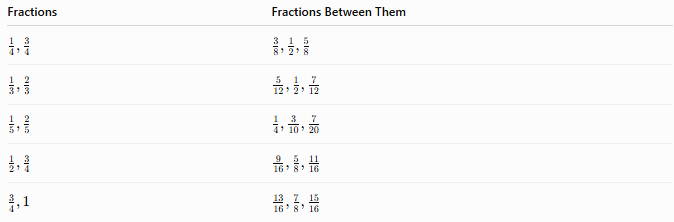 Fractions Fractions Between Them
1/4, 3/4 3/8, 1/2, 5/8
1/3, 2/3 5/12, 1/2, 7/12
1/5, 2/5 1/4, 3/10, 7/20
1/2, 3/4 9/16, 5/8, 11/16
3/4, 1 13/16, 7/8, 15/16